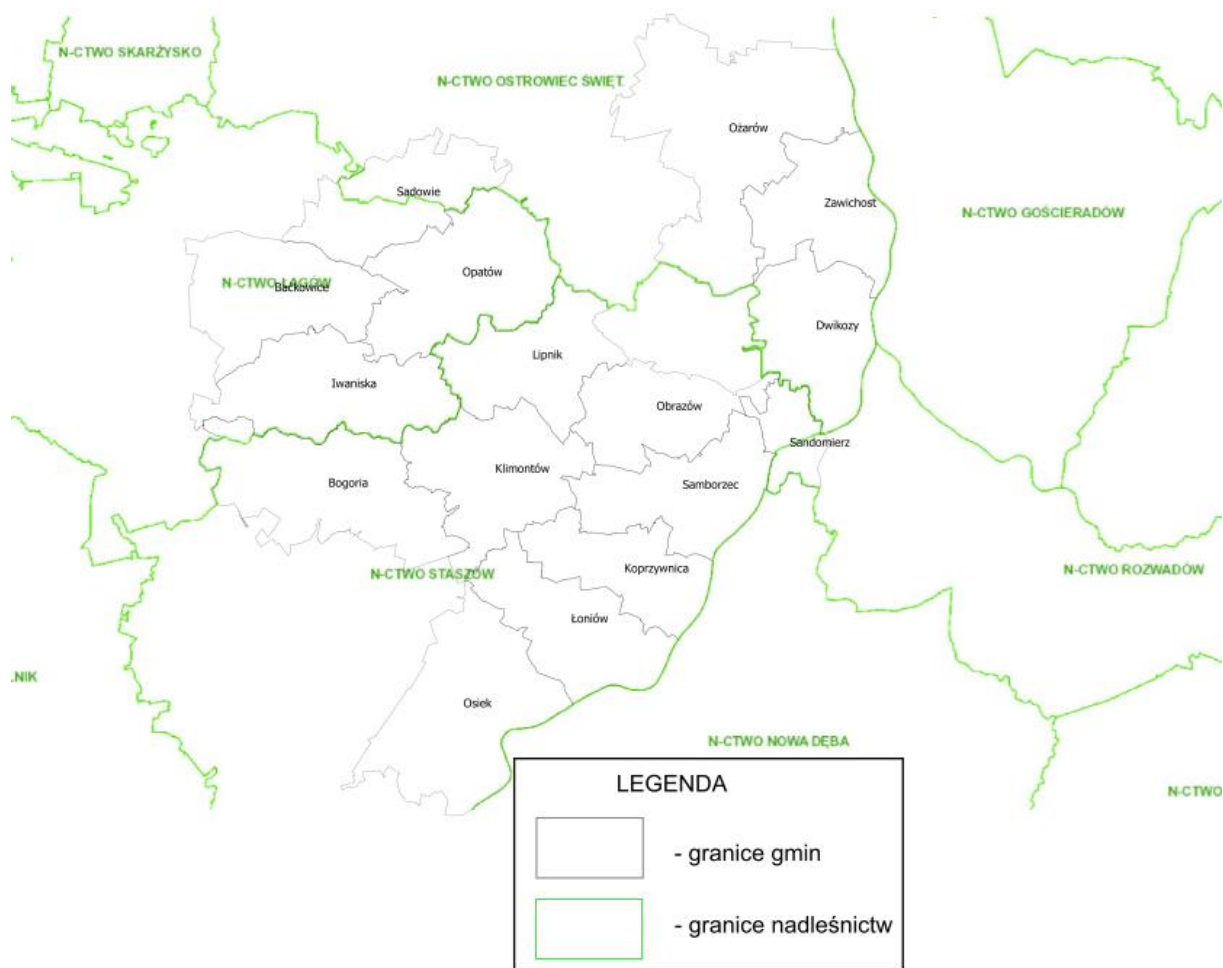 N-CTWO SKARŻYSKO
N-CTWO OSTROWIEC ŚWIĘT.
Ożarów
Sadowie
Zawichost
N-CTWO GOŚCIERADÓW
Opatów
N-CTWO ŁAGÓW
Baćkowice
Dwikozy
Lipnik
Iwaniska
Obrazów
Sandomierz
Klimontów
Bogoria
Samborzec
Koprzywnica
N-CTWO ROZWADÓW
N-CTWO STASZÓW
Łoniów
LNIK
Osiek
N-CTWO NOWA DĘBA
N-CTWO
LEGENDA
- granice gmin
- granice nadleśnictw